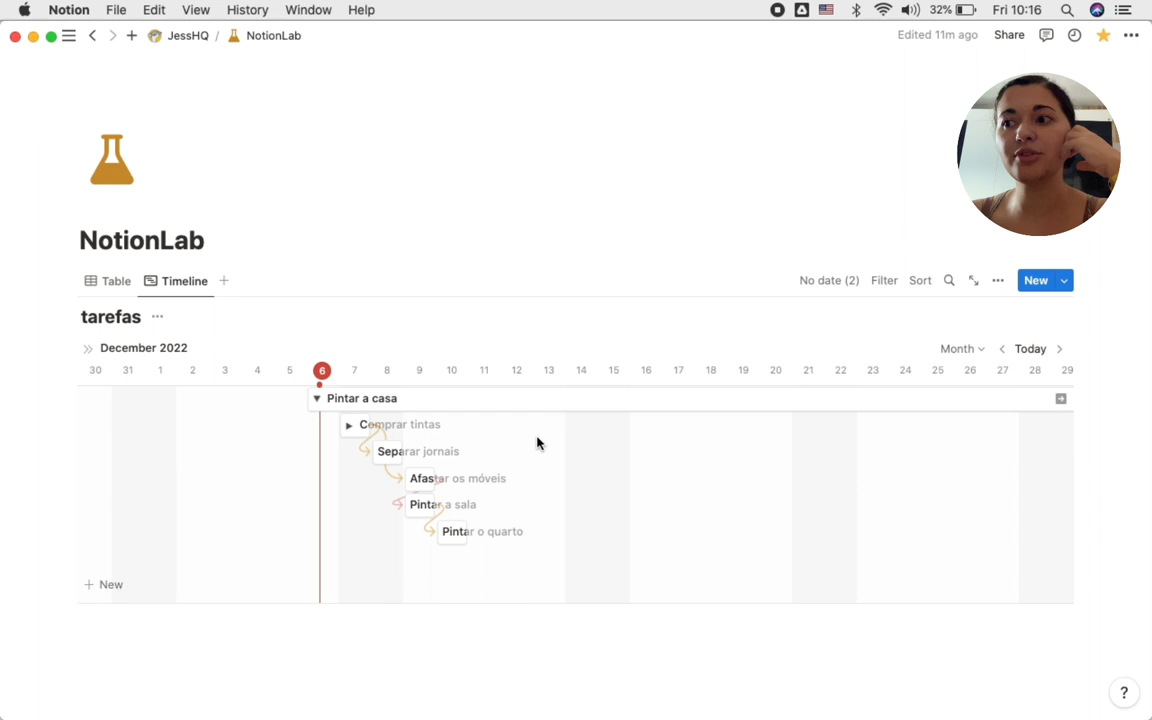 Notion File Edit View History Window Help 32% Fri 10:16
JessHQ / NotionLab Edited 11m ago Share
NotionLab
Table Timeline No date (2) Filter Sort New
tarefas
December 2022 Month Today
30 31 1 2 3 4 5 6 7 8 9 10 11 12 13 14 15 16 17 18 19 20 21 22 23 24 25 26 27 28 29
Pintar a casa
Comprar tintas
Separar jornais
Afastar os móveis
Pintar a sala
Pintar o quarto
+ New
?